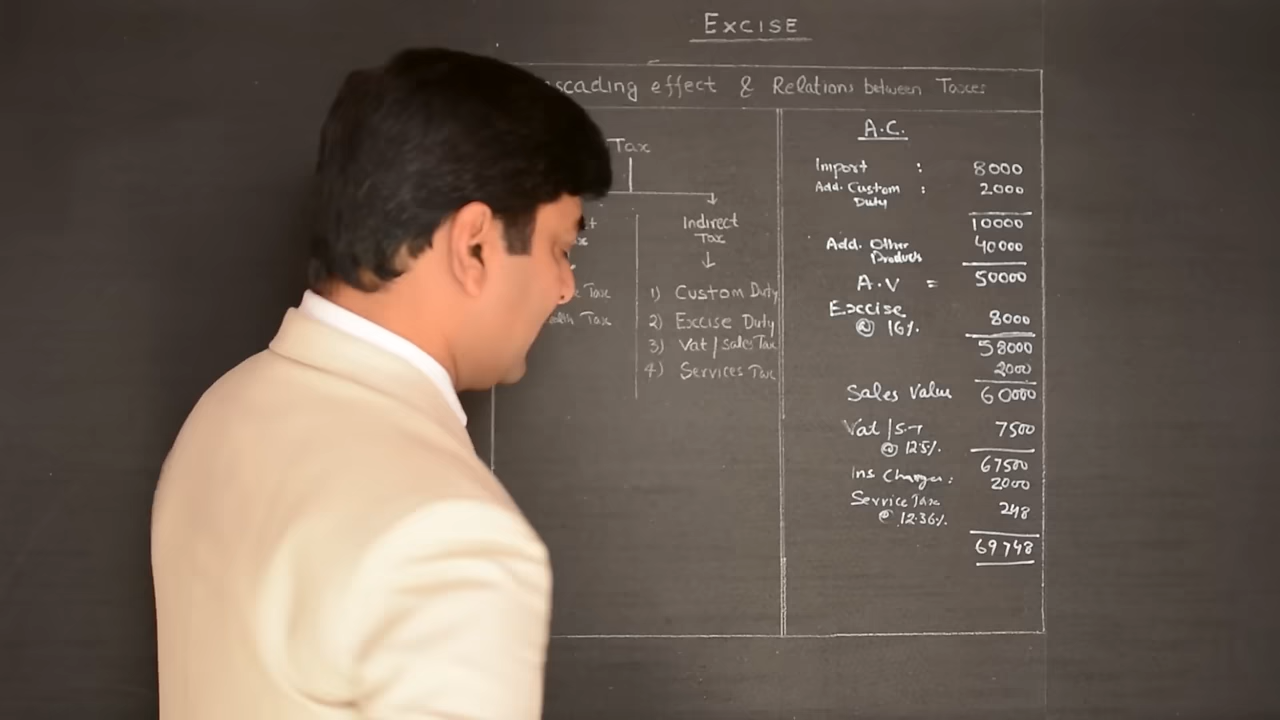 EXCISE
scading effect & Relations between Taxes
Tax
Indirect
Tax
Tax
Tax
1) Custom Duty
2) Excise Duty
3) Vat / Sales Tax
4) Services Tax
A.C.
Import : 8000
Add. Custom : 2000
Duty
10000
Add. Other 40000
Products
A.V = 50000
Excise
@ 16%. 8000
58000
2000
Sales Value 60000
Vat / S.T 7500
@ 12.5%.
67500
Ins Charges : 2000
Service Tax
@ 12.36%. 248
69748